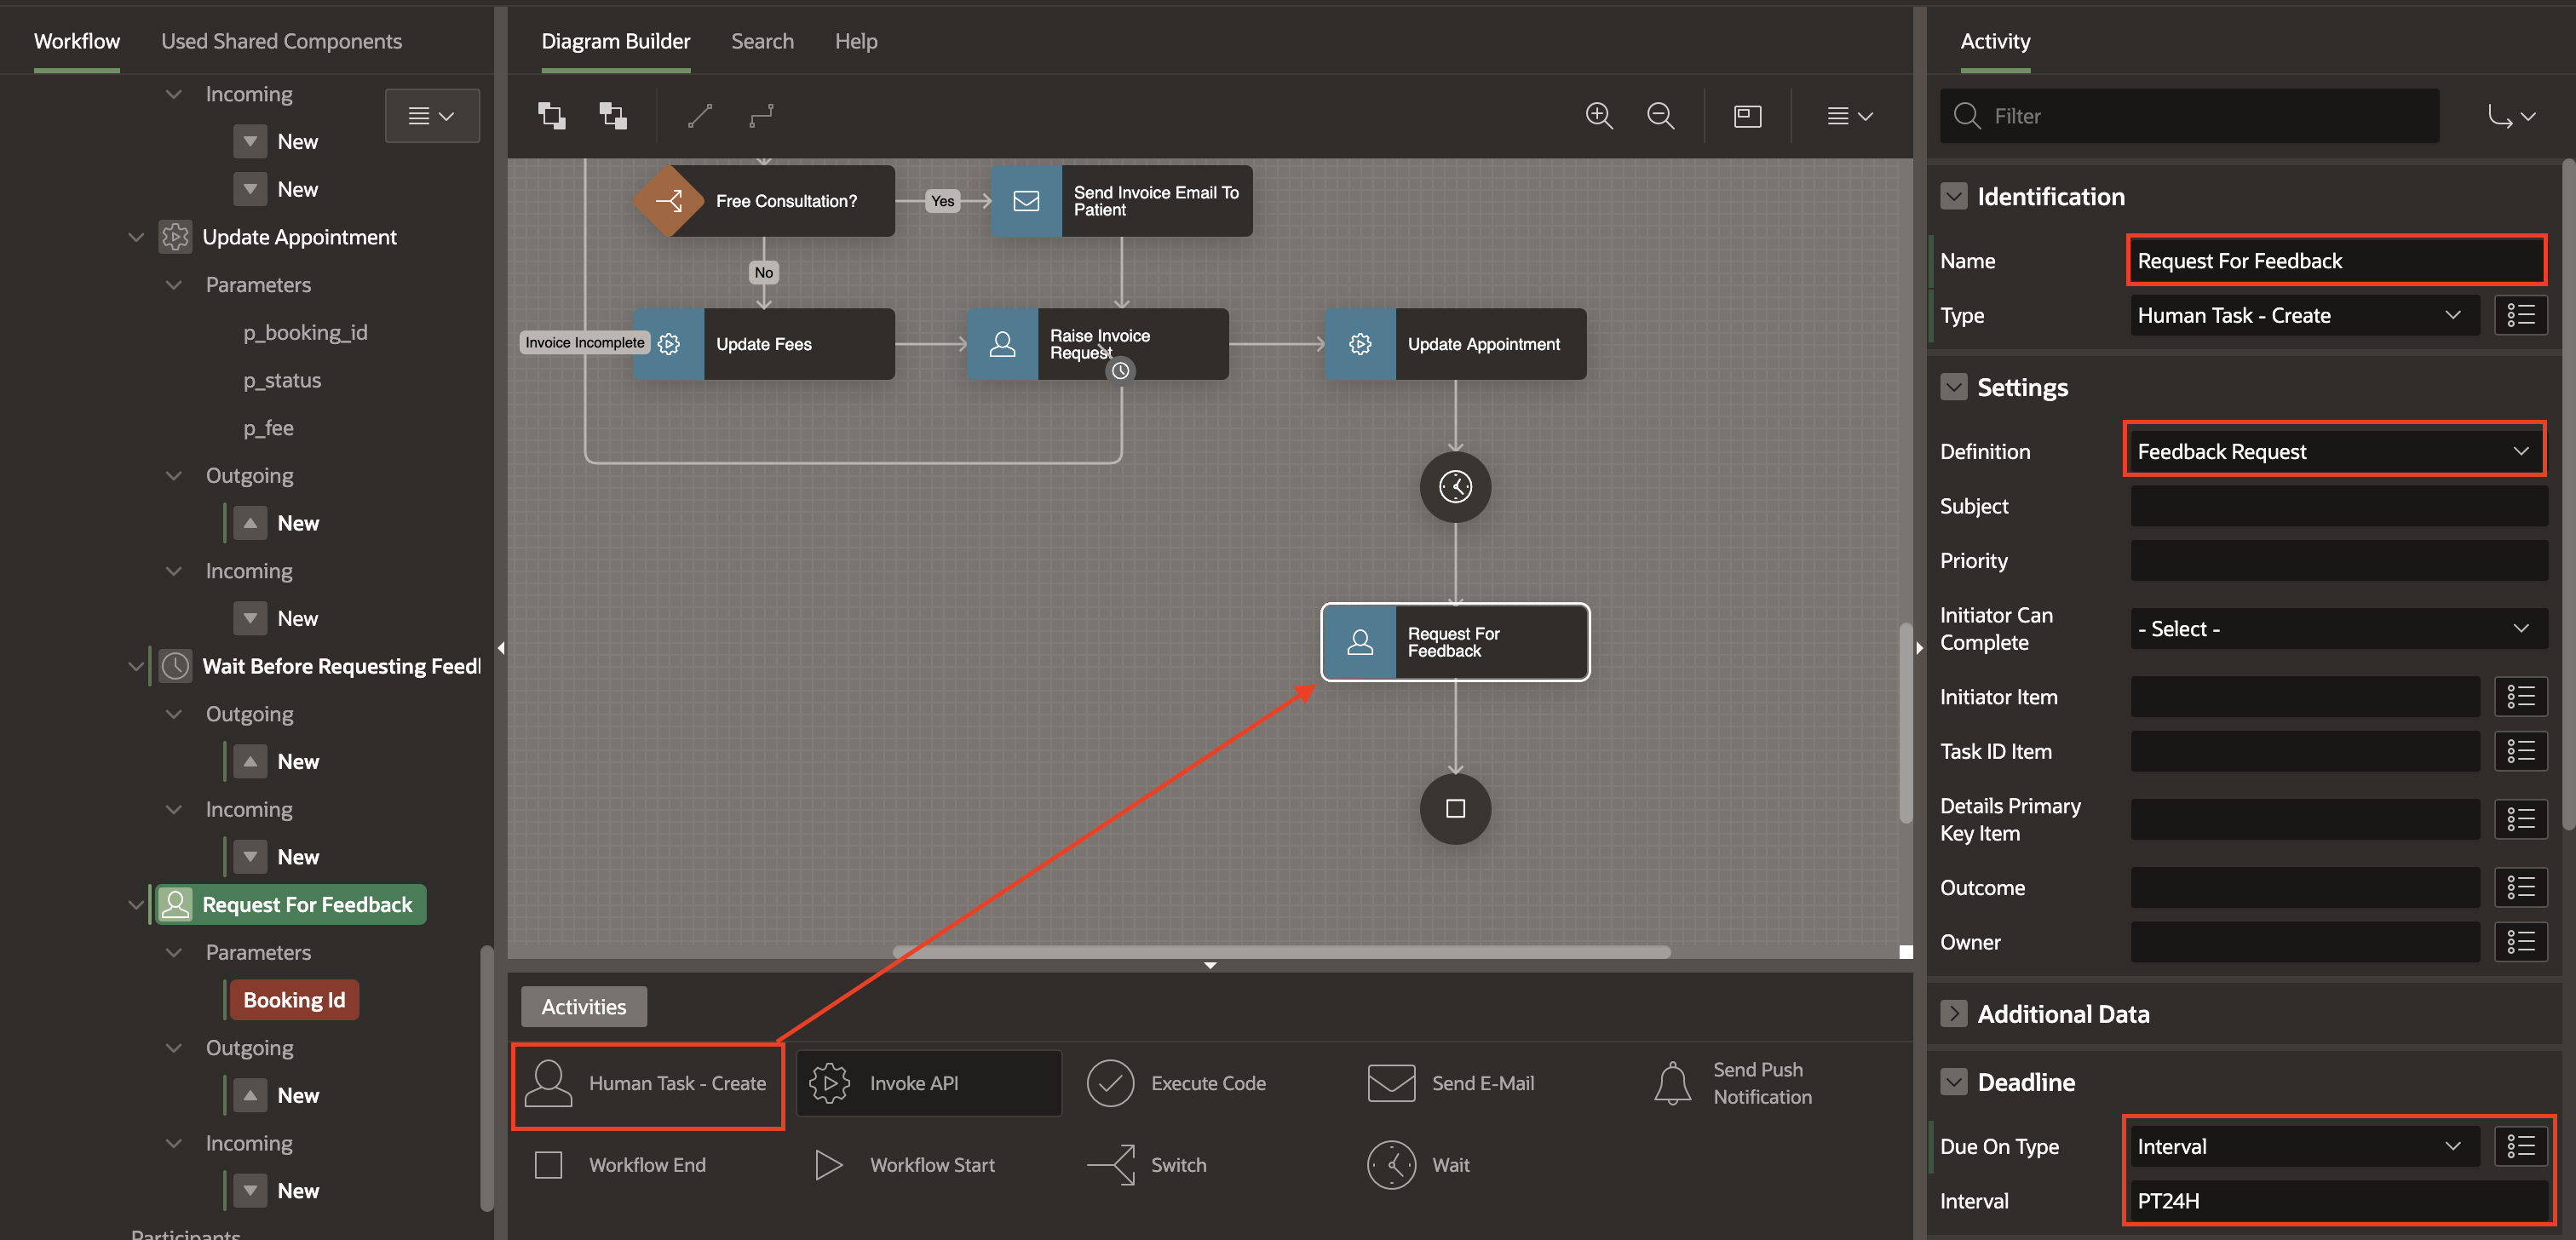 Workflow
Used Shared Components
Incoming
New
New
Update Appointment
Parameters
p_booking_id
p_status
p_fee
Outgoing
New
Incoming
New
Wait Before Requesting Feed
Outgoing
New
Incoming
New
Request For Feedback
Parameters
Booking Id
Outgoing
New
Incoming
New
Participants
Diagram Builder
Search
Help
Free Consultation?
Yes
Send Invoice Email To
Patient
No
Invoice Incomplete
Update Fees
Raise Invoice
Request
Update Appointment
Request For
Feedback
Activities
Human Task - Create
Invoke API
Execute Code
Send E-Mail
Send Push
Notification
Workflow End
Workflow Start
Switch
Wait
Activity
Filter
Identification
Name
Request For Feedback
Type
Human Task - Create
Settings
Definition
Feedback Request
Subject
Priority
Initiator Can
Complete
- Select -
Initiator Item
Task ID Item
Details Primary
Key Item
Outcome
Owner
Additional Data
Deadline
Due On Type
Interval
Interval
PT24H